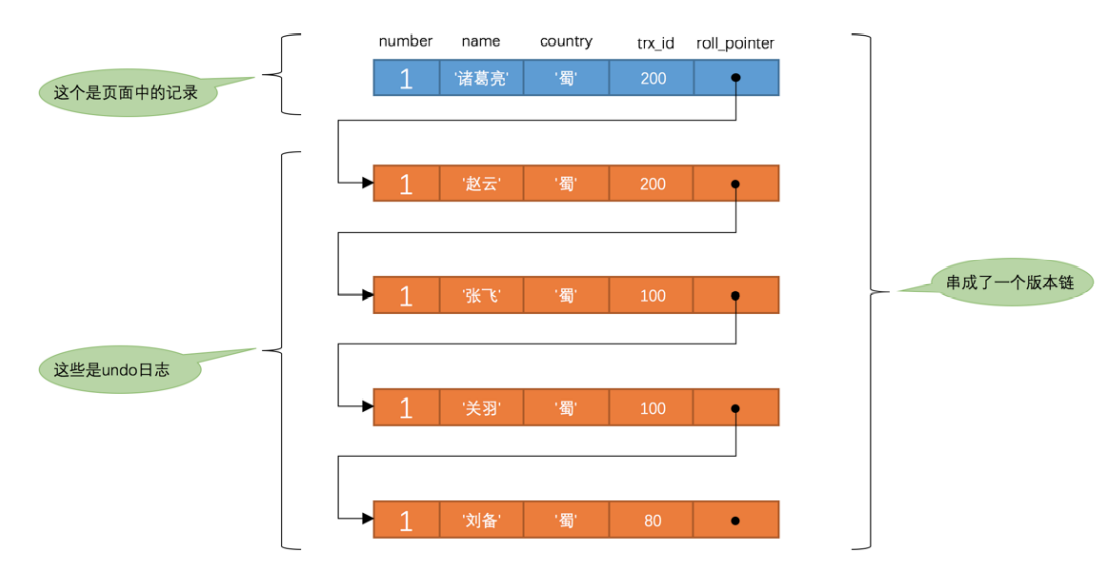 number name country trx_id roll_pointer
1 '诸葛亮' '蜀' 200
这个是页面中的记录
1 '赵云' '蜀' 200
1 '张飞' '蜀' 100
串成了一个版本链
这些是undo日志
1 '关羽' '蜀' 100
1 '刘备' '蜀' 80